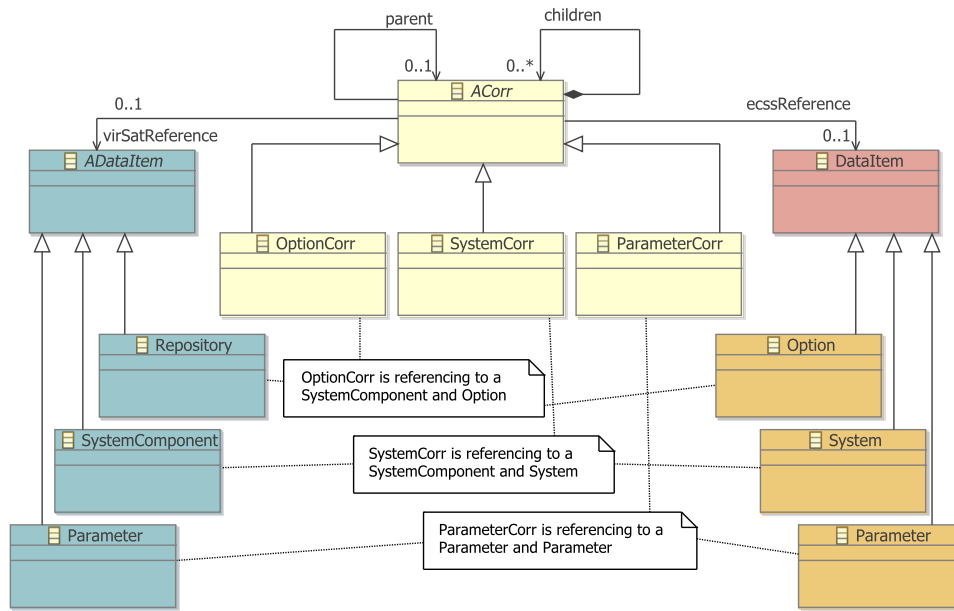 parent
children
0..1
0..*
ACorr
0..1
ecssReference
virSatReference
0..1
ADataItem
DataItem
OptionCorr
SystemCorr
ParameterCorr
Repository
Option
OptionCorr is referencing to a
SystemComponent and Option
SystemComponent
System
SystemCorr is referencing to a
SystemComponent and System
Parameter
Parameter
ParameterCorr is referencing to a
Parameter and Parameter